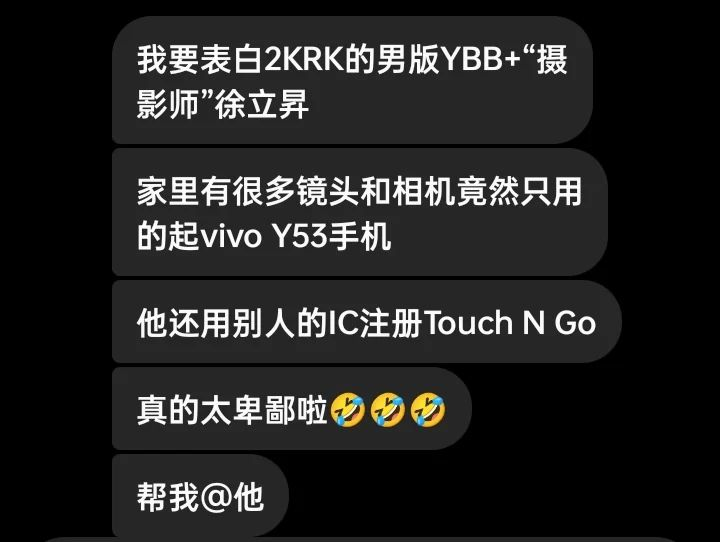 我要表白2KRK的男版YBB+“摄
影师”徐立昇
家里有很多镜头和相机竟然只用
的起vivo Y53手机
他还用别人的IC注册Touch N Go
真的太卑鄙啦🤣🤣🤣
帮我@他